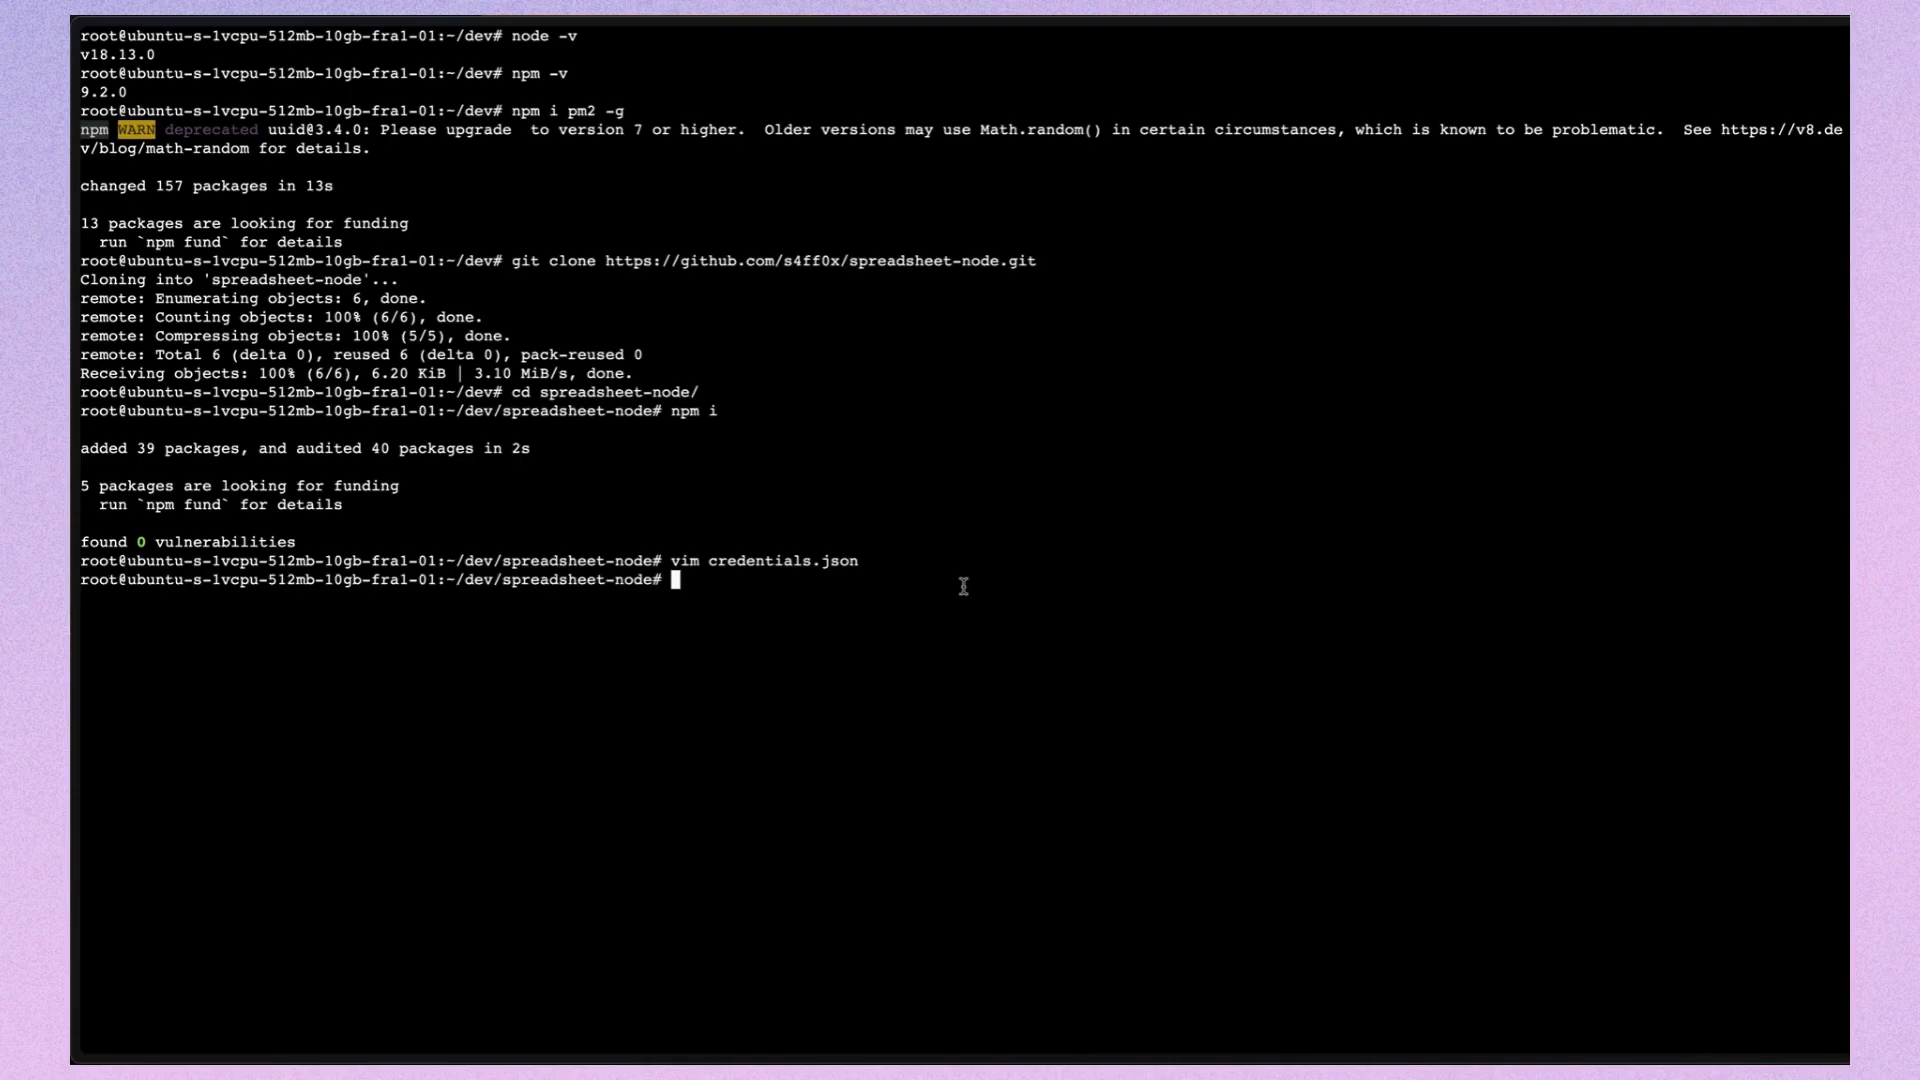 root@ubuntu-s-1vcpu-512mb-10gb-fra1-01:~/dev# node -v
v18.13.0
root@ubuntu-s-1vcpu-512mb-10gb-fra1-01:~/dev# npm -v
9.2.0
root@ubuntu-s-1vcpu-512mb-10gb-fra1-01:~/dev# npm i pm2 -g
npm WARN deprecated uuid@3.4.0: Please upgrade  to version 7 or higher.  Older versions may use Math.random() in certain circumstances, which is known to be problematic.  See https://v8.de
v/blog/math-random for details.
changed 157 packages in 13s
13 packages are looking for funding
  run `npm fund` for details
root@ubuntu-s-1vcpu-512mb-10gb-fra1-01:~/dev# git clone https://github.com/s4ff0x/spreadsheet-node.git
Cloning into 'spreadsheet-node'...
remote: Enumerating objects: 6, done.
remote: Counting objects: 100% (6/6), done.
remote: Compressing objects: 100% (5/5), done.
remote: Total 6 (delta 0), reused 6 (delta 0), pack-reused 0
Receiving objects: 100% (6/6), 6.20 KiB | 3.10 MiB/s, done.
root@ubuntu-s-1vcpu-512mb-10gb-fra1-01:~/dev# cd spreadsheet-node/
root@ubuntu-s-1vcpu-512mb-10gb-fra1-01:~/dev/spreadsheet-node# npm i
added 39 packages, and audited 40 packages in 2s
5 packages are looking for funding
  run `npm fund` for details
found 0 vulnerabilities
root@ubuntu-s-1vcpu-512mb-10gb-fra1-01:~/dev/spreadsheet-node# vim credentials.json
root@ubuntu-s-1vcpu-512mb-10gb-fra1-01:~/dev/spreadsheet-node#